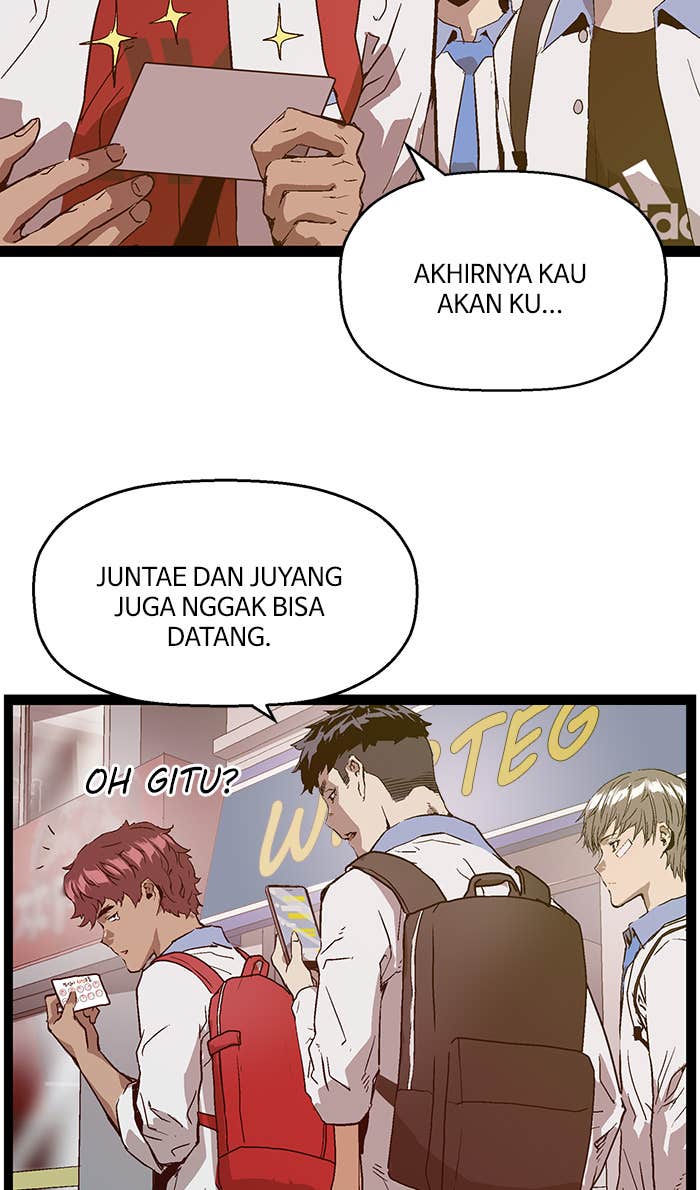 AKHIRNYA KAU
AKAN KU...
JUNTAE DAN JUYANG
JUGA NGGAK BISA
DATANG.
OH GITU?